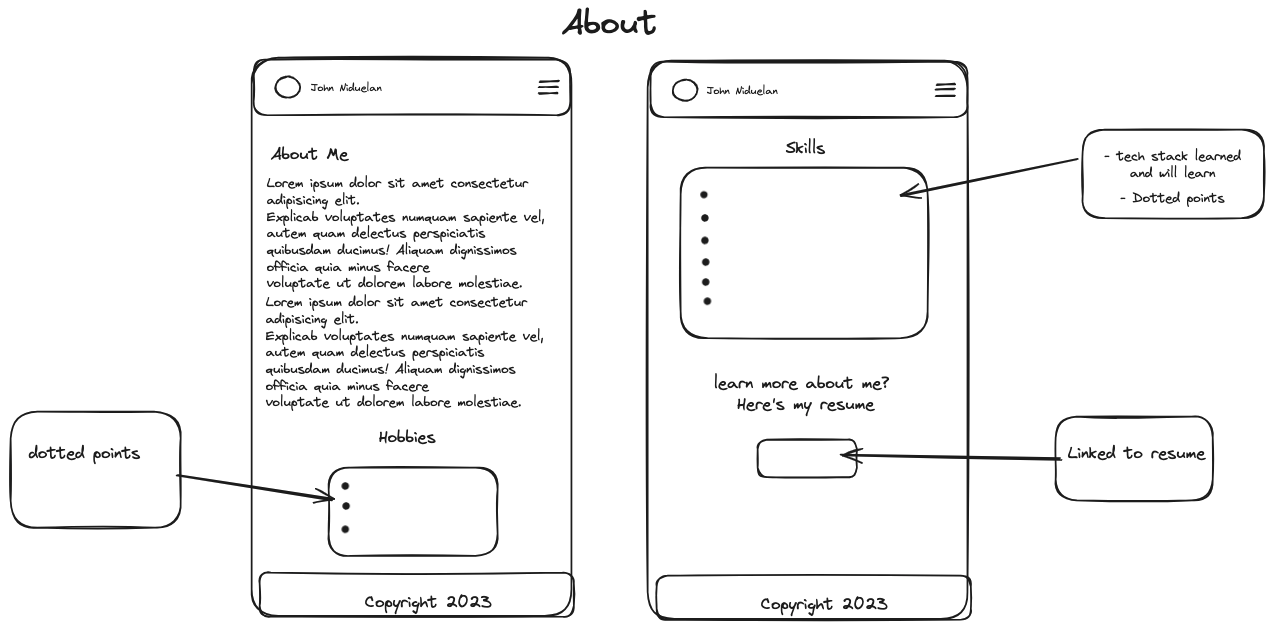 About
John Niduelan
About Me
Lorem ipsum dolor sit amet consectetur
adipisicing elit.
Explicab voluptates numquam sapiente vel,
autem quam delectus perspiciatis
quibusdam ducimus! Aliquam dignissimos
officia quia minus facere
voluptate ut dolorem labore molestiae.
Lorem ipsum dolor sit amet consectetur
adipisicing elit.
Explicab voluptates numquam sapiente vel,
autem quam delectus perspiciatis
quibusdam ducimus! Aliquam dignissimos
officia quia minus facere
voluptate ut dolorem labore molestiae.
Hobbies
dotted points
Copyright 2023
John Niduelan
Skills
- tech stack learned
and will learn
- Dotted points
learn more about me?
Here's my resume
Linked to resume
Copyright 2023